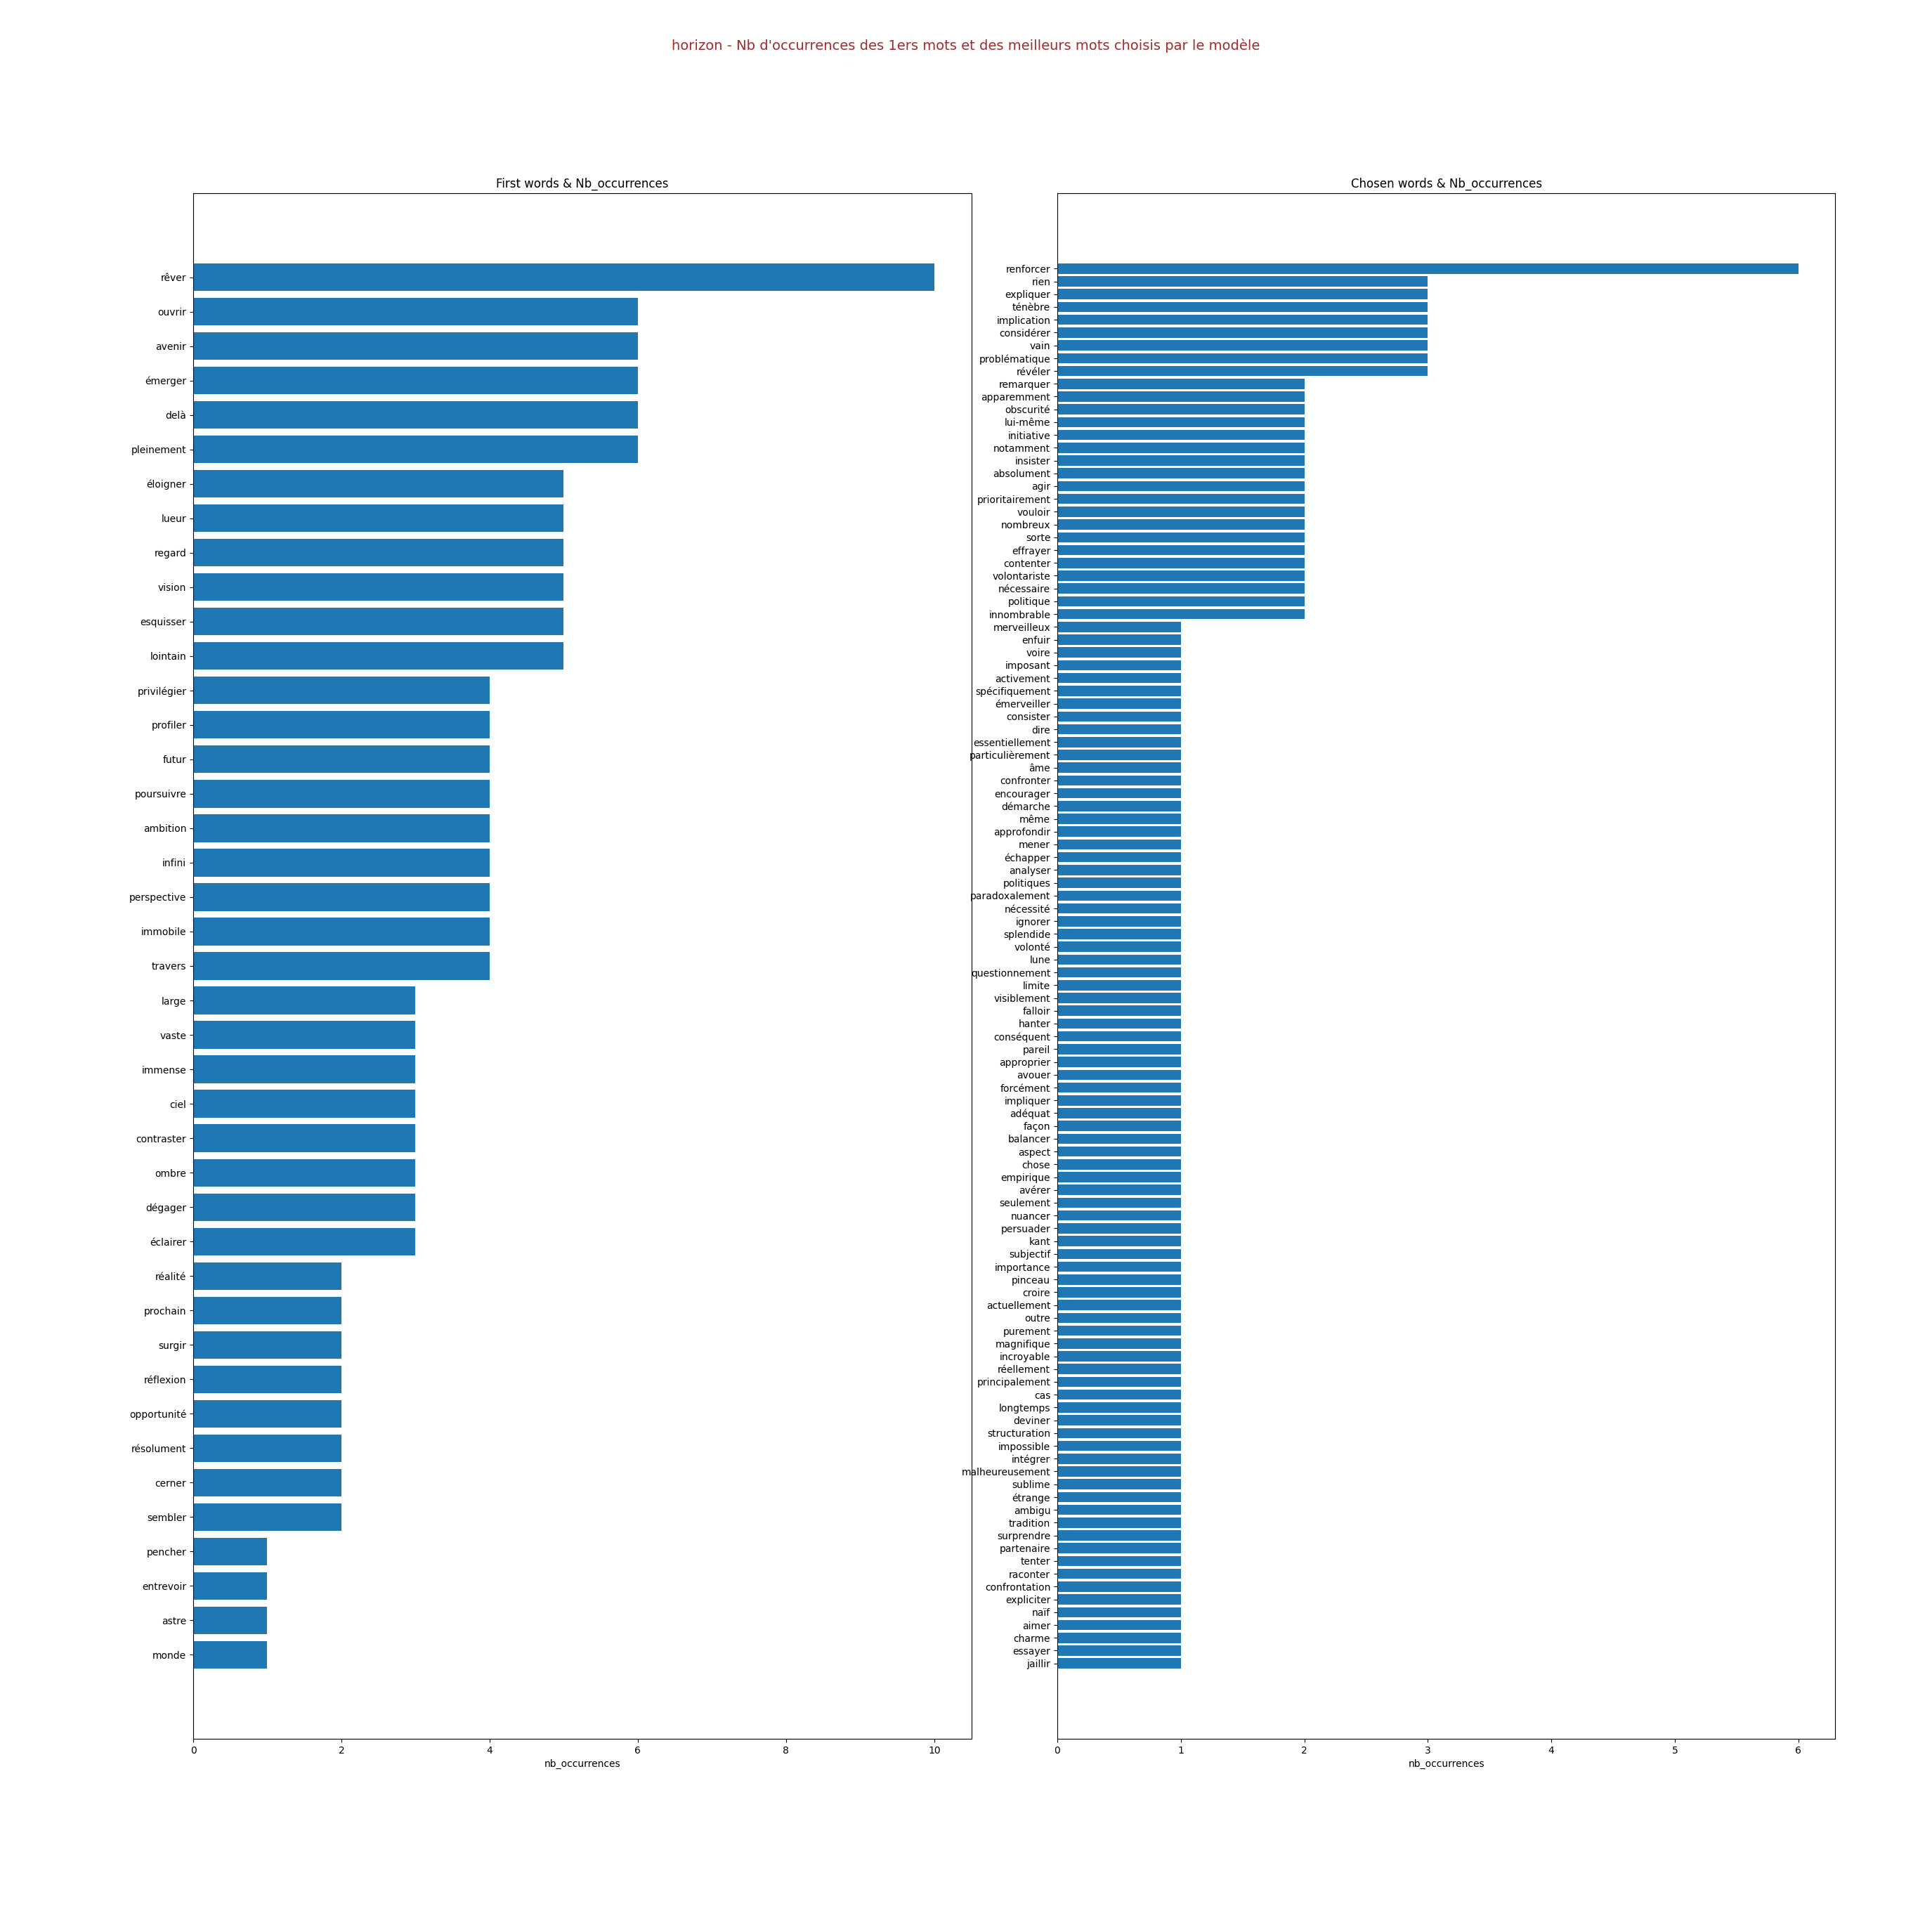 horizon - Nb d'occurrences des 1ers mots et des meilleurs mots choisis par le modèle
First words & Nb_occurrences
rêver
ouvrir
avenir
émerger
delà
pleinement
éloigner
lueur
regard
vision
esquisser
lointain
privilégier
profiler
futur
poursuivre
ambition
infini
perspective
immobile
travers
large
vaste
immense
ciel
contraster
ombre
dégager
éclairer
réalité
prochain
surgir
réflexion
opportunité
résolument
cerner
sembler
pencher
entrevoir
astre
monde
0 2 4 6 8 10
nb_occurrences
Chosen words & Nb_occurrences
renforcer
rien
expliquer
ténèbre
implication
considérer
vain
problématique
révéler
remarquer
apparemment
obscurité
lui-même
initiative
notamment
insister
absolument
agir
prioritairement
vouloir
nombreux
sorte
effrayer
contenter
volontariste
nécessaire
politique
innombrable
merveilleux
enfuir
voire
imposant
activement
spécifiquement
émerveiller
consister
dire
essentiellement
particulièrement
âme
confronter
encourager
démarche
même
approfondir
mener
échapper
analyser
politiques
paradoxalement
nécessité
ignorer
splendide
volonté
lune
questionnement
limite
visiblement
falloir
hanter
conséquent
pareil
approprier
avouer
forcément
impliquer
adéquat
façon
balancer
aspect
chose
empirique
avérer
seulement
nuancer
persuader
kant
subjectif
importance
pinceau
croire
actuellement
outre
purement
magnifique
incroyable
réellement
principalement
cas
longtemps
deviner
structuration
impossible
intégrer
malheureusement
sublime
étrange
ambigu
tradition
surprendre
partenaire
tenter
raconter
confrontation
expliciter
naïf
aimer
charme
essayer
jaillir
0 1 2 3 4 5 6
nb_occurrences